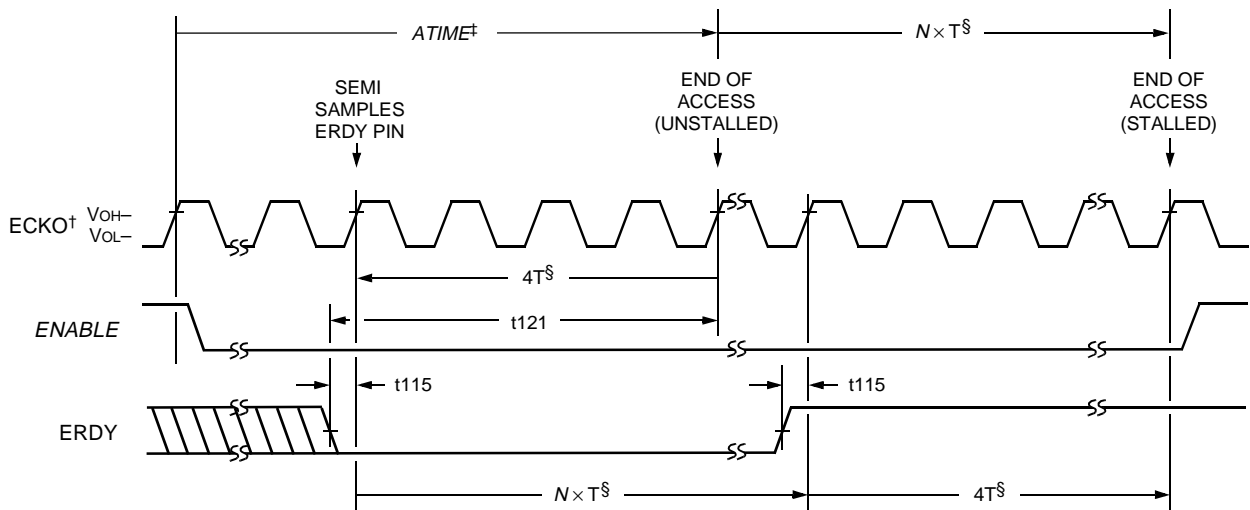 ATIME‡
N × T§
SEMI
SAMPLES
ERDY PIN
END OF
ACCESS
(UNSTALLED)
END OF
ACCESS
(STALLED)
ECKO†
VOH–
VOL–
4T§
ENABLE
t121
t115
t115
ERDY
N × T§
4T§